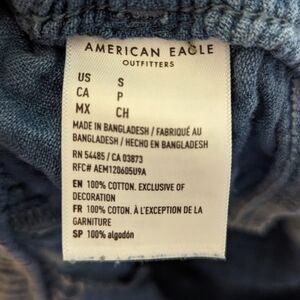 AMERICAN EAGLE
OUTFITTERS
US S
CA P
MX CH
MADE IN BANGLADESH / FABRIQUÉ AU
BANGLADESH / HECHO EN BANGLADESH
RN 54485 / CA 03873
RFC# AEM120605U9A
EN 100% COTTON. EXCLUSIVE OF
DECORATION
FR 100% COTON. À L'EXCEPTION DE LA
GARNITURE
SP 100% algodón